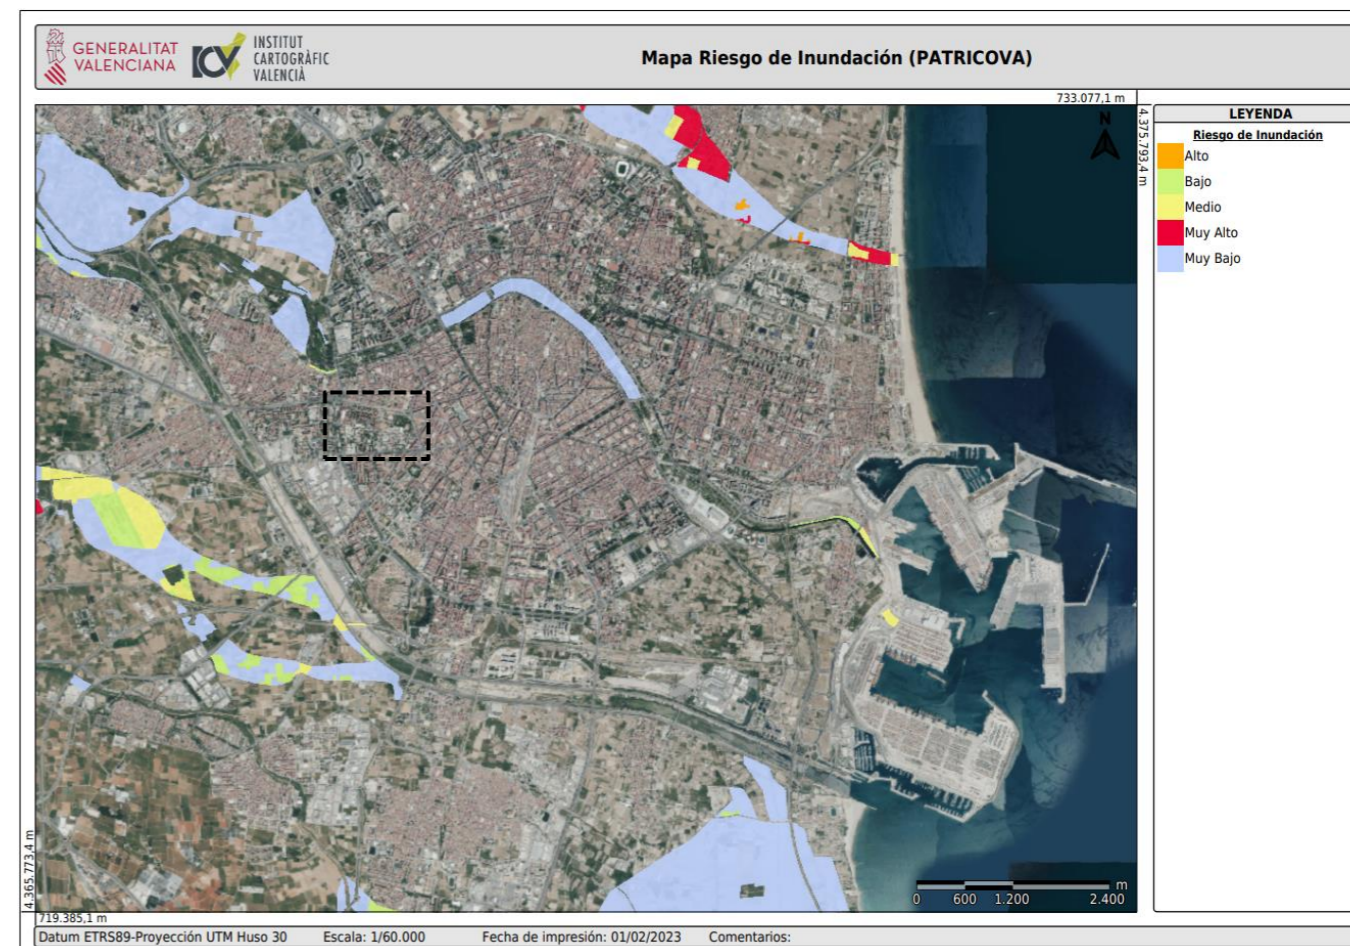 GENERALITAT
VALENCIANA
ICV
INSTITUT
CARTOGRÀFIC
VALENCIÀ
Mapa Riesgo de Inundación (PATRICOVA)
733.077,1 m
4.375.793,4 m
N
LEYENDA
Riesgo de Inundación
Alto
Bajo
Medio
Muy Alto
Muy Bajo
m
0 600 1.200 2.400
4.365.773,4 m
719.385,1 m
Datum ETRS89-Proyección UTM Huso 30 Escala: 1/60.000 Fecha de impresión: 01/02/2023 Comentarios: